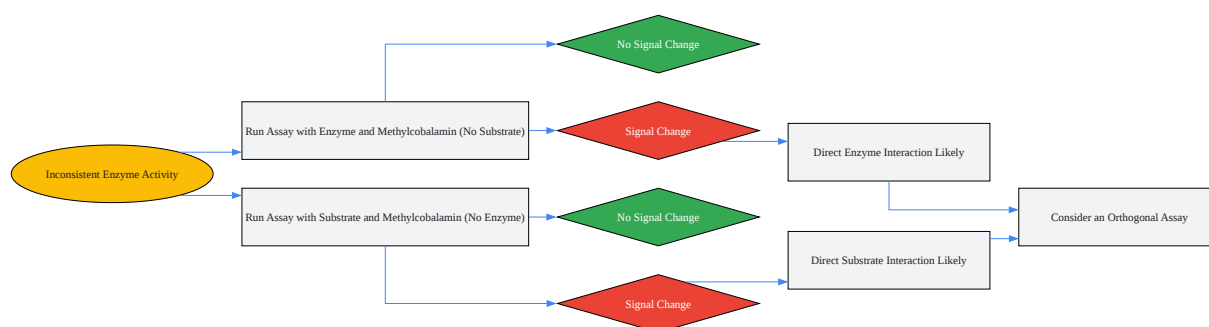 No Signal Change
Run Assay with Enzyme and Methylcobalamin (No Substrate)
Signal Change
Direct Enzyme Interaction Likely
Inconsistent Enzyme Activity
Run Assay with Substrate and Methylcobalamin (No Enzyme)
No Signal Change
Consider an Orthogonal Assay
Direct Substrate Interaction Likely
Signal Change